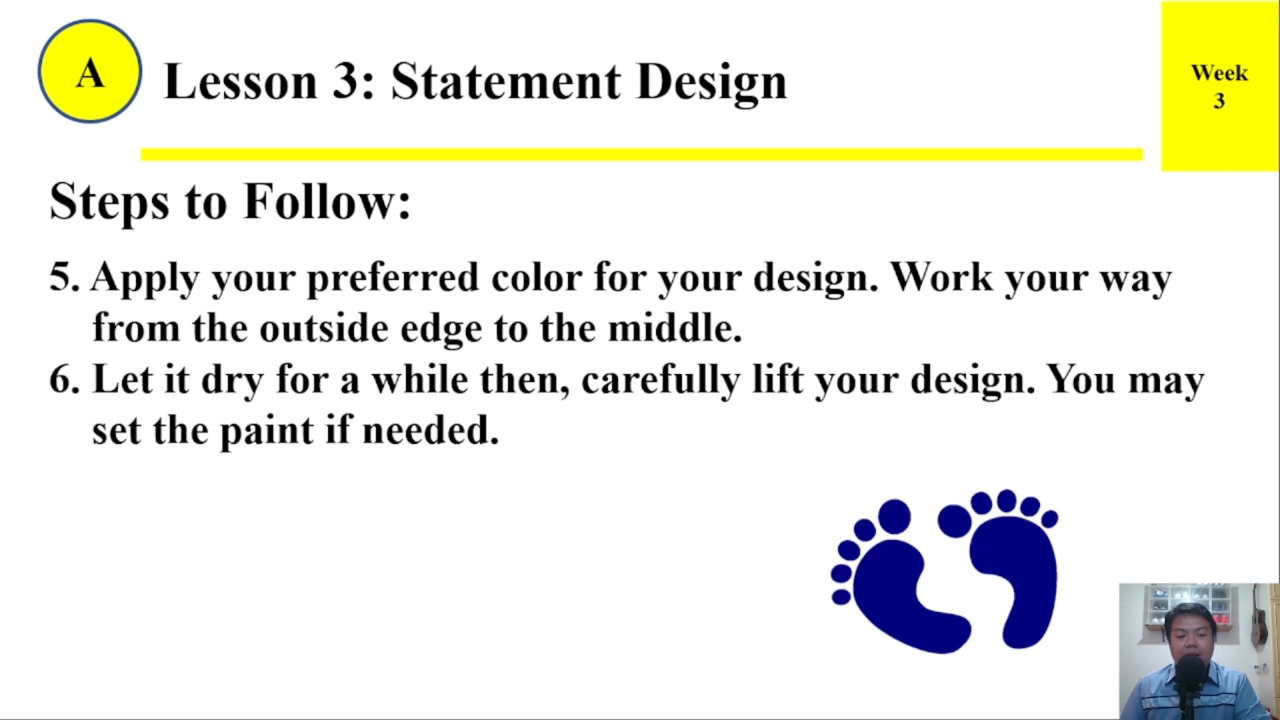 A
Lesson 3: Statement Design
Week
3
Steps to Follow:
5. Apply your preferred color for your design. Work your way
from the outside edge to the middle.
6. Let it dry for a while then, carefully lift your design. You may
set the paint if needed.